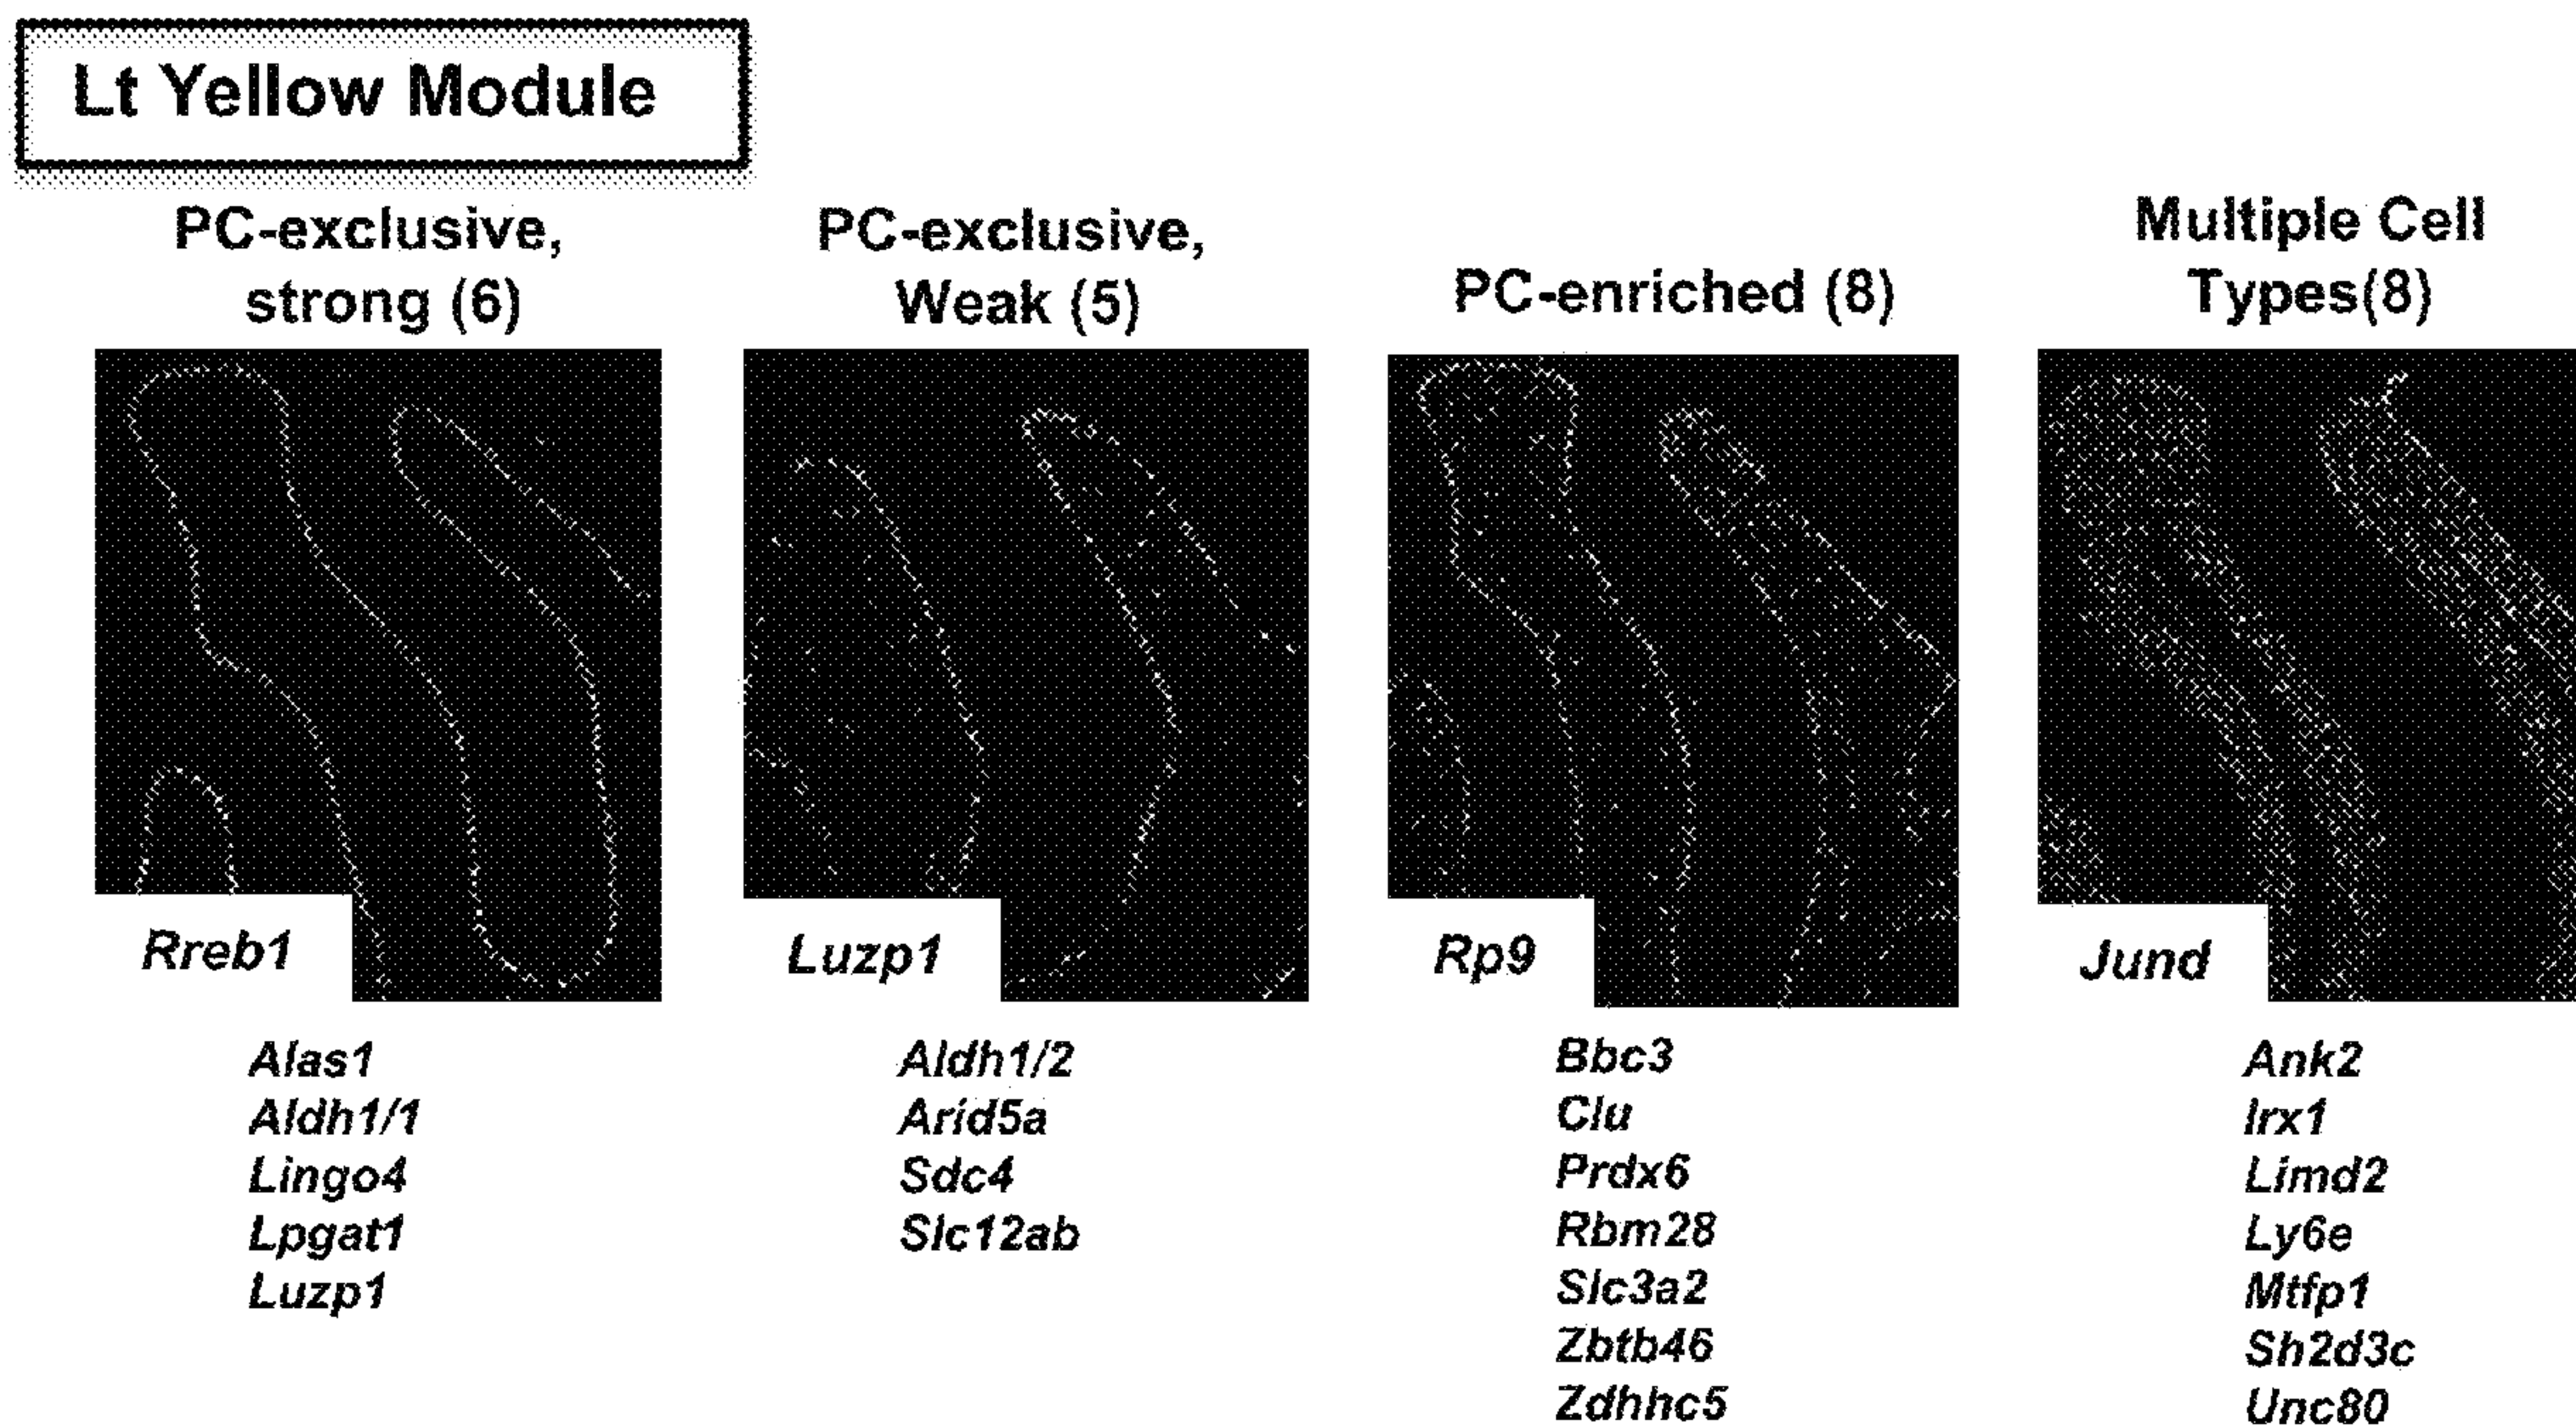 Lt Yellow Module
PC-exclusive,
strong (6)
PC-exclusive,
Weak (5)
PC-enriched (8)
Multiple Cell
Types(8)
Rreb1
Luzp1
Rp9
Jund
Alas1
Aldh1/1
Lingo4
Lpgat1
Luzp1
Aldh1/2
Arid5a
Sdc4
Slc12ab
Bbc3
Clu
Prdx6
Rbm28
Slc3a2
Zbtb46
Zdhhc5
Ank2
Irx1
Limd2
Ly6e
Mtfp1
Sh2d3c
Unc80